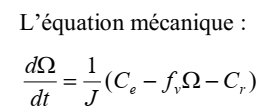 L'équation mécanique :
dΩ/dt = 1/J (C_e − f_v Ω − C_r)